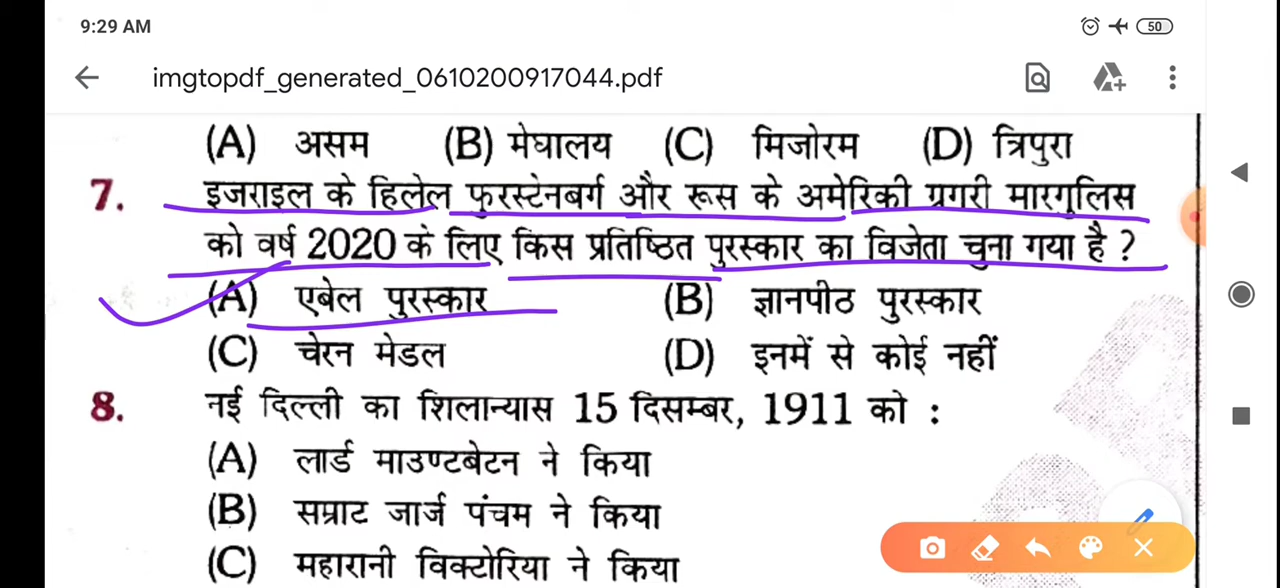 9:29 AM 50
imgtopdf_generated_0610200917044.pdf
(A) असम (B) मेघालय (C) मिजोरम (D) त्रिपुरा
7. इजराइल के हिलेल फुरस्टेनबर्ग और रूस के अमेरिकी ग्रगरी मारगुलिस
को वर्ष 2020 के लिए किस प्रतिष्ठित पुरस्कार का विजेता चुना गया है ?
(A) एबेल पुरस्कार (B) ज्ञानपीठ पुरस्कार
(C) चेरन मेडल (D) इनमें से कोई नहीं
8. नई दिल्ली का शिलान्यास 15 दिसम्बर, 1911 को :
(A) लार्ड माउण्टबेटन ने किया
(B) सम्राट जार्ज पंचम ने किया
(C) महारानी विक्टोरिया ने किया